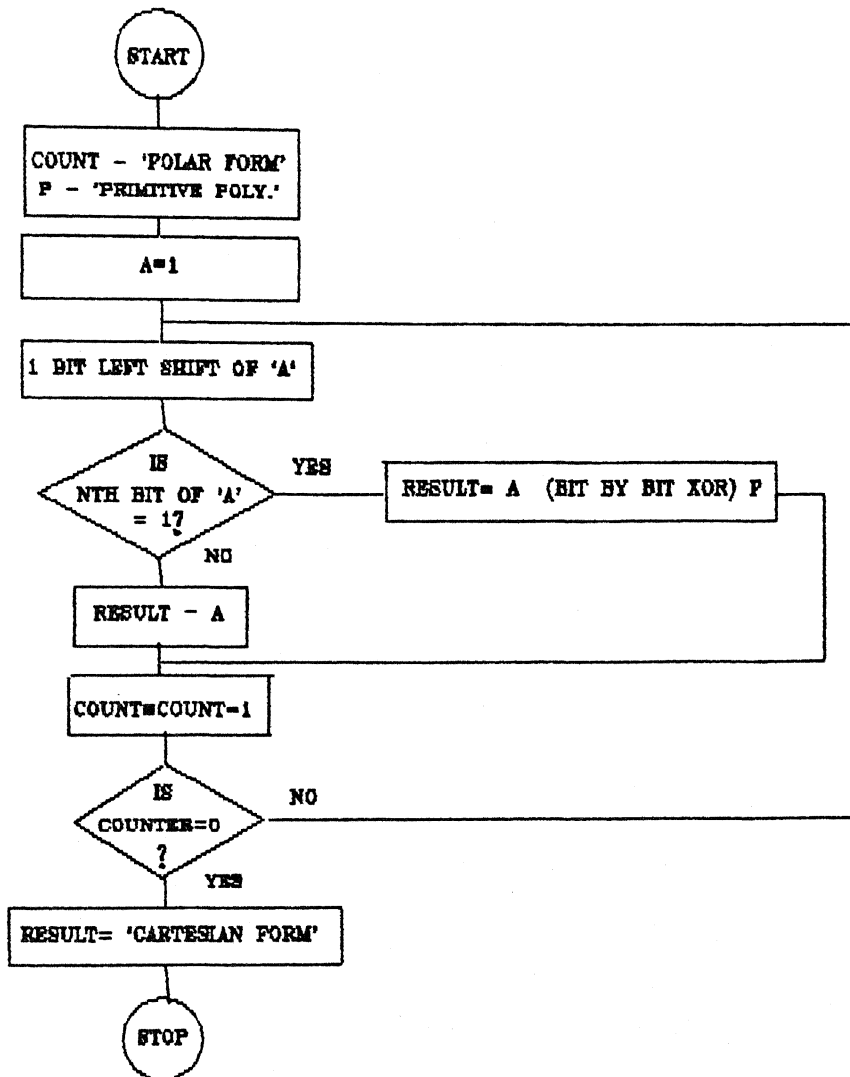 START
COUNT - 'POLAR FORM'
P - 'PRIMITIVE POLY.'
A=1
1 BIT LEFT SHIFT OF 'A'
IS
NTH BIT OF 'A'
= 1?
YES
RESULT= A (BIT BY BIT XOR) P
NO
RESULT - A
COUNT=COUNT-1
IS
COUNTER=0
?
NO
YES
RESULT= 'CARTESIAN FORM'
STOP